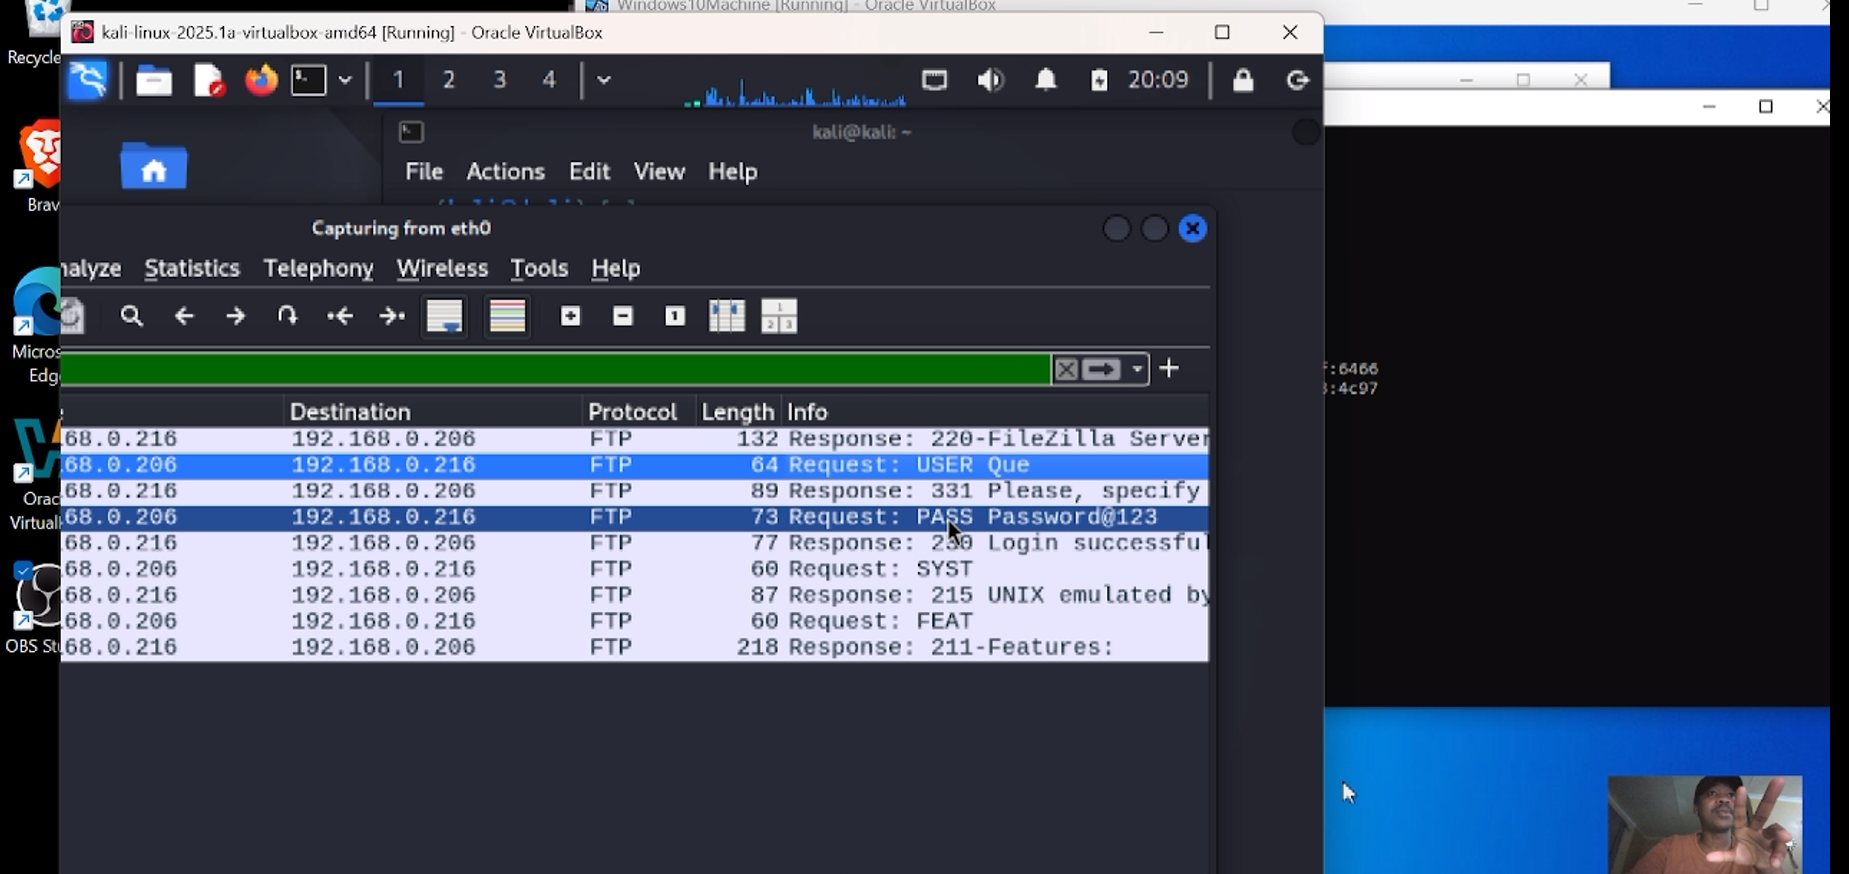 Windows10Machine [Running] - Oracle VirtualBox
Recycle
kali-linux-2025.1a-virtualbox-amd64 [Running] - Oracle VirtualBox
1 2 3 4 20:09
kali@kali: ~
File Actions Edit View Help
Brav
Capturing from eth0
nalyze Statistics Telephony Wireless Tools Help
Micros
Edg
f:6466
:4c97
Destination Protocol Length Info
.68.0.216 192.168.0.206 FTP 132 Response: 220-FileZilla Server
.68.0.206 192.168.0.216 FTP 64 Request: USER Que
.68.0.216 192.168.0.206 FTP 89 Response: 331 Please, specify
.68.0.206 192.168.0.216 FTP 73 Request: PASS Password@123
.68.0.216 192.168.0.206 FTP 77 Response: 230 Login successful
.68.0.206 192.168.0.216 FTP 60 Request: SYST
.68.0.216 192.168.0.206 FTP 87 Response: 215 UNIX emulated by
.68.0.206 192.168.0.216 FTP 60 Request: FEAT
.68.0.216 192.168.0.206 FTP 218 Response: 211-Features:
Orac
Virtual
OBS Stu